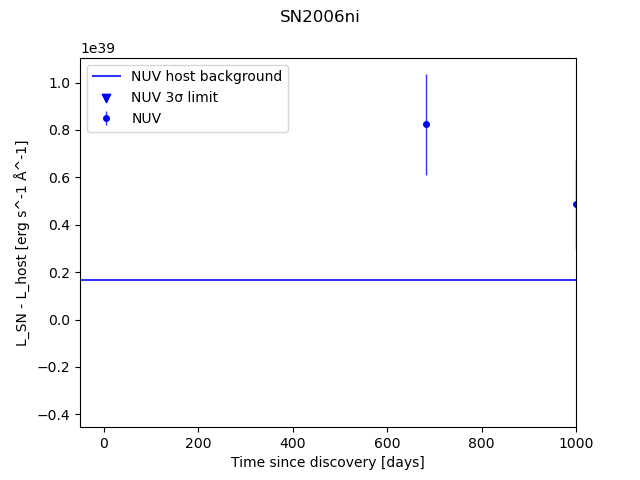 SN2006ni
1e39
NUV host background
NUV 3σ limit
NUV
1.0
0.8
0.6
0.4
0.2
0.0
−0.2
−0.4
L_SN - L_host [erg s^-1 Å^-1]
0 200 400 600 800 1000
Time since discovery [days]